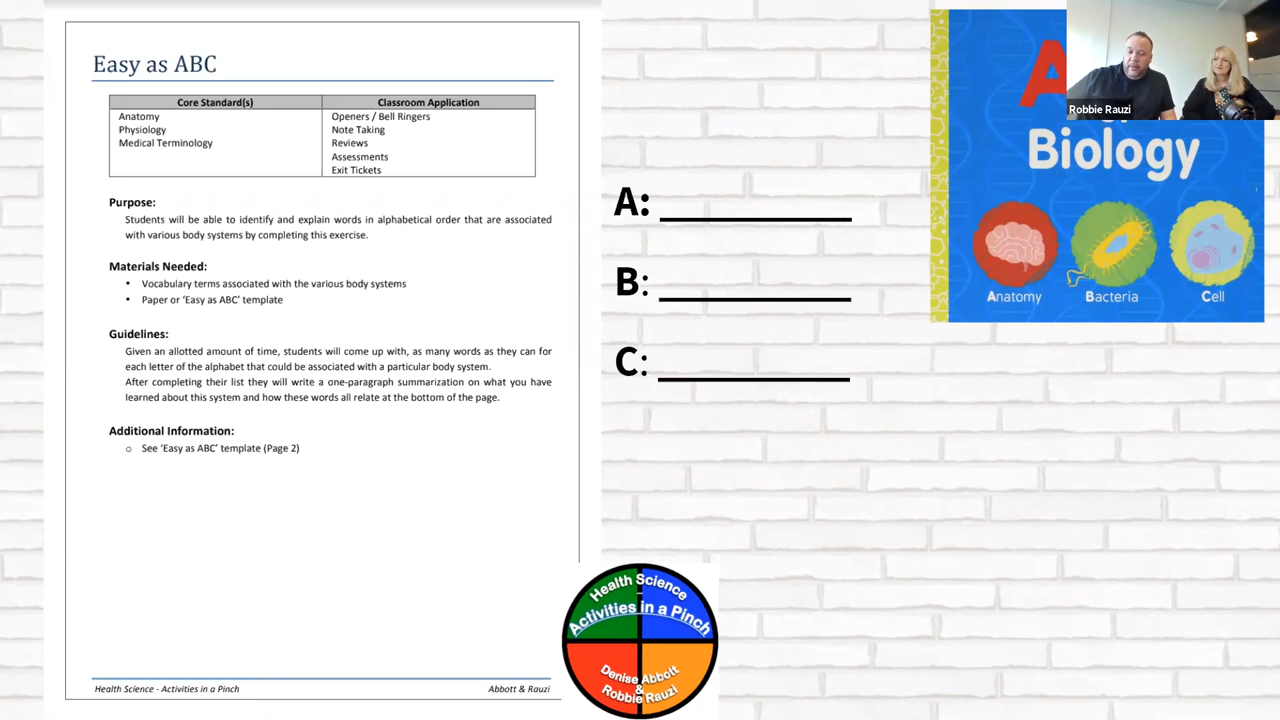 Easy as ABC
Core Standard(s)
Classroom Application
Anatomy
Physiology
Medical Terminology
Openers / Bell Ringers
Note Taking
Reviews
Assessments
Exit Tickets
Purpose:
Students will be able to identify and explain words in alphabetical order that are associated
with various body systems by completing this exercise.
Materials Needed:
• Vocabulary terms associated with the various body systems
• Paper or ‘Easy as ABC’ template
Guidelines:
Given an allotted amount of time, students will come up with, as many words as they can for
each letter of the alphabet that could be associated with a particular body system.
After completing their list they will write a one-paragraph summarization on what you have
learned about this system and how these words all relate at the bottom of the page.
Additional Information:
o See ‘Easy as ABC’ template (Page 2)
Health Science - Activities in a Pinch
Abbott & Rauzi
A: __________
B: __________
C: __________
Health Science
Activities in a Pinch
Denise Abbott
&
Robbie Rauzi
A
Biology
Anatomy
Bacteria
Cell
Robbie Rauzi